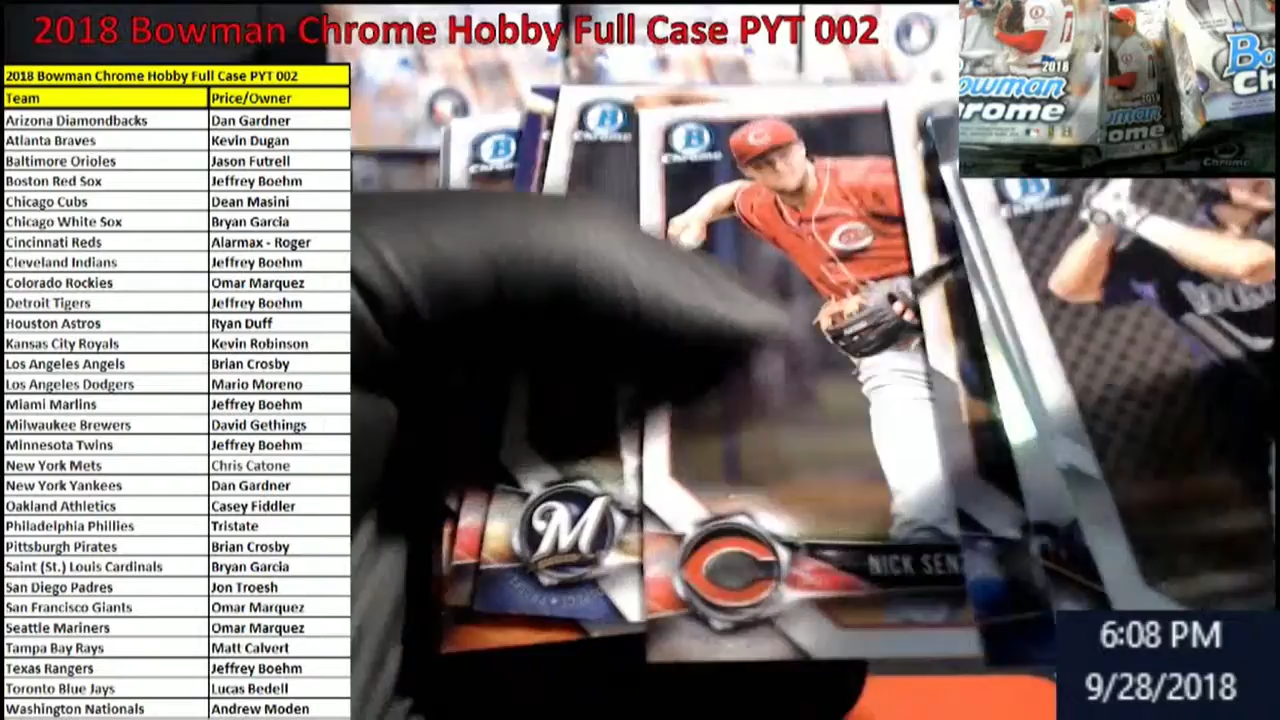 2018 Bowman Chrome Hobby Full Case PYT 002
2018 Bowman Chrome Hobby Full Case PYT 002
Team Price/Owner
Arizona Diamondbacks Dan Gardner
Atlanta Braves Kevin Dugan
Baltimore Orioles Jason Futrell
Boston Red Sox Jeffrey Boehm
Chicago Cubs Dean Masini
Chicago White Sox Bryan Garcia
Cincinnati Reds Alarmax - Roger
Cleveland Indians Jeffrey Boehm
Colorado Rockies Omar Marquez
Detroit Tigers Jeffrey Boehm
Houston Astros Ryan Duff
Kansas City Royals Kevin Robinson
Los Angeles Angels Brian Crosby
Los Angeles Dodgers Mario Moreno
Miami Marlins Jeffrey Boehm
Milwaukee Brewers David Gethings
Minnesota Twins Jeffrey Boehm
New York Mets Chris Catone
New York Yankees Dan Gardner
Oakland Athletics Casey Fiddler
Philadelphia Phillies Tristate
Pittsburgh Pirates Brian Crosby
Saint (St.) Louis Cardinals Bryan Garcia
San Diego Padres Jon Troesh
San Francisco Giants Omar Marquez
Seattle Mariners Omar Marquez
Tampa Bay Rays Matt Calvert
Texas Rangers Jeffrey Boehm
Toronto Blue Jays Lucas Bedell
Washington Nationals Andrew Moden
B
Chrome
B
Chrome
M
C
NICK SEN
2018
owman
hrome
Bo
Ch
6:08 PM
9/28/2018